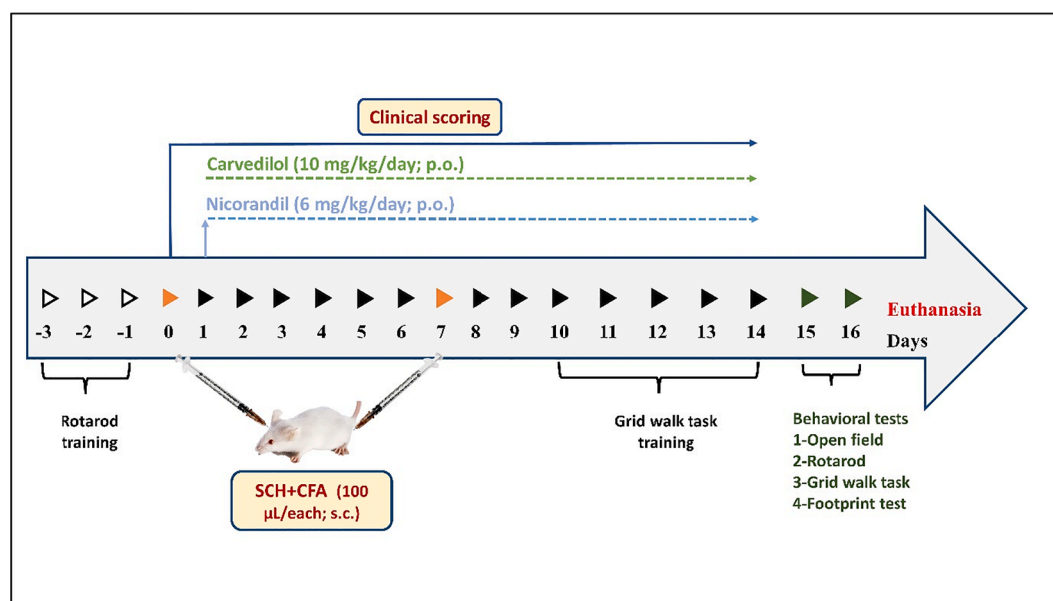 Clinical scoring
Carvedilol (10 mg/kg/day; p.o.)
Nicorandil (6 mg/kg/day; p.o.)
-3 -2 -1 0 1 2 3 4 5 6 7 8 9 10 11 12 13 14 15 16
Euthanasia
Days
Rotarod
training
SCH+CFA (100
µL/each; s.c.)
Grid walk task
training
Behavioral tests
1-Open field
2-Rotarod
3-Grid walk task
4-Footprint test